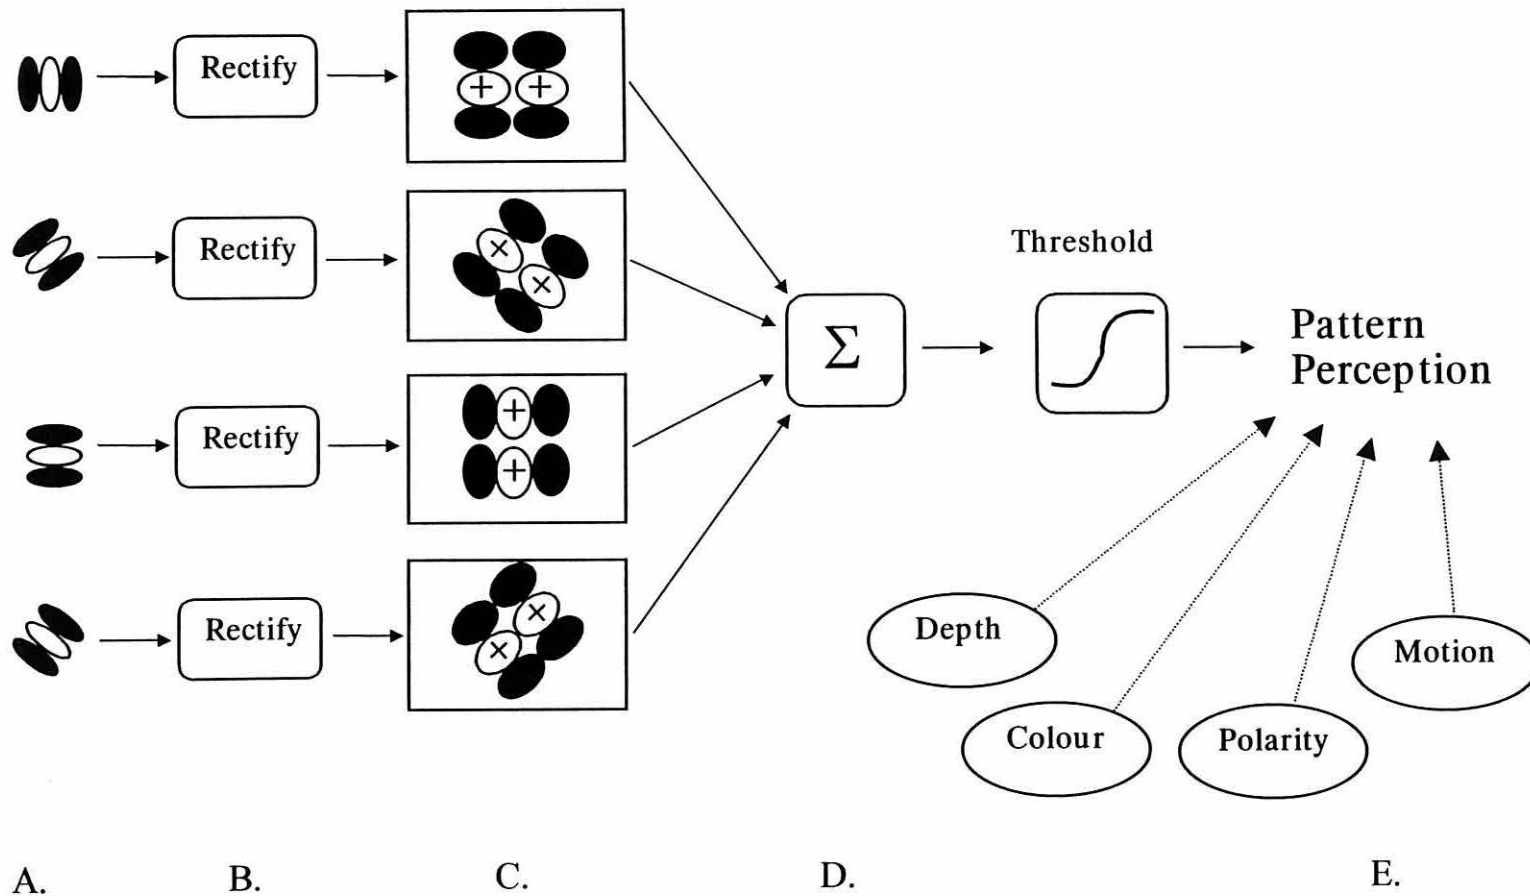 Rectify
Rectify
Rectify
Rectify
+ +
×
×
+
+
×
×
Σ
Threshold
Pattern
Perception
Depth
Colour
Polarity
Motion
A. B. C. D. E.